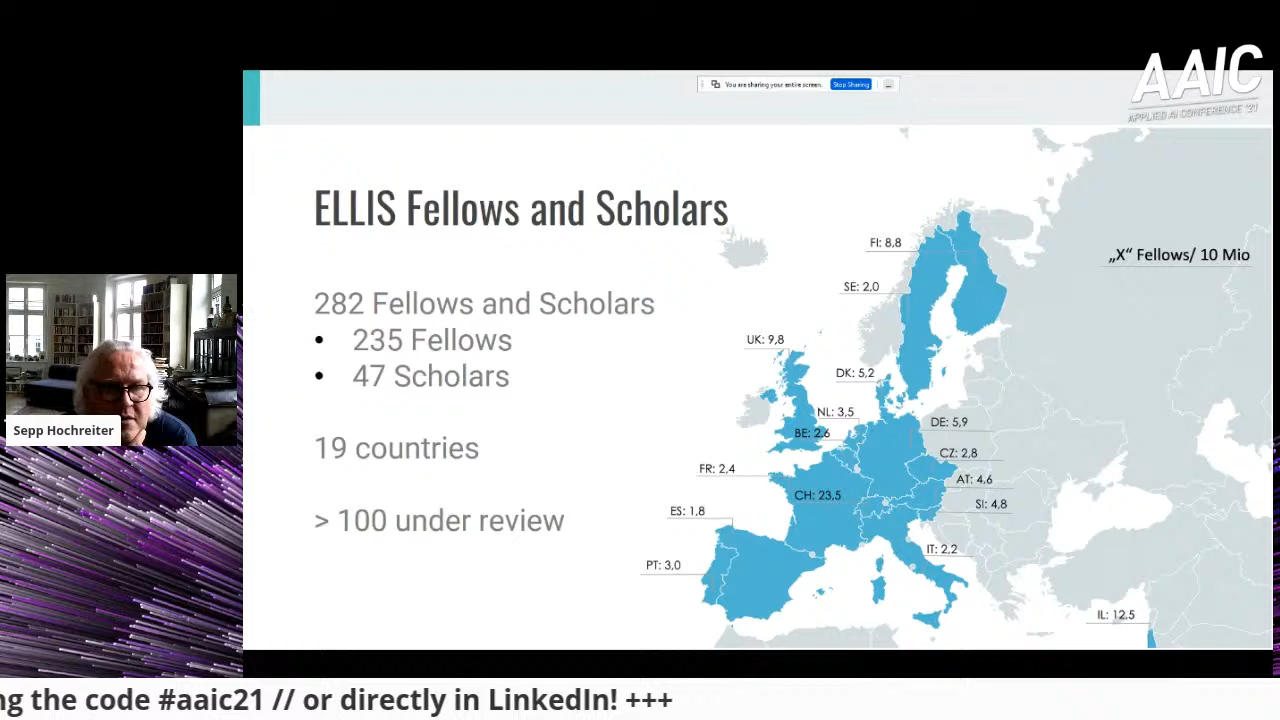 AAIC
APPLIED AI CONFERENCE '21
You are sharing your entire screen.
Stop Sharing
ELLIS Fellows and Scholars
„X“ Fellows/ 10 Mio
282 Fellows and Scholars
• 235 Fellows
• 47 Scholars
19 countries
> 100 under review
FI: 8,8
SE: 2,0
UK: 9,8
DK: 5,2
NL: 3,5
BE: 2,6
DE: 5,9
CZ: 2,8
FR: 2,4
AT: 4,6
CH: 23,5
SI: 4,8
ES: 1,8
IT: 2,2
PT: 3,0
IL: 12,5
Sepp Hochreiter
ng the code #aaic21 // or directly in LinkedIn! +++